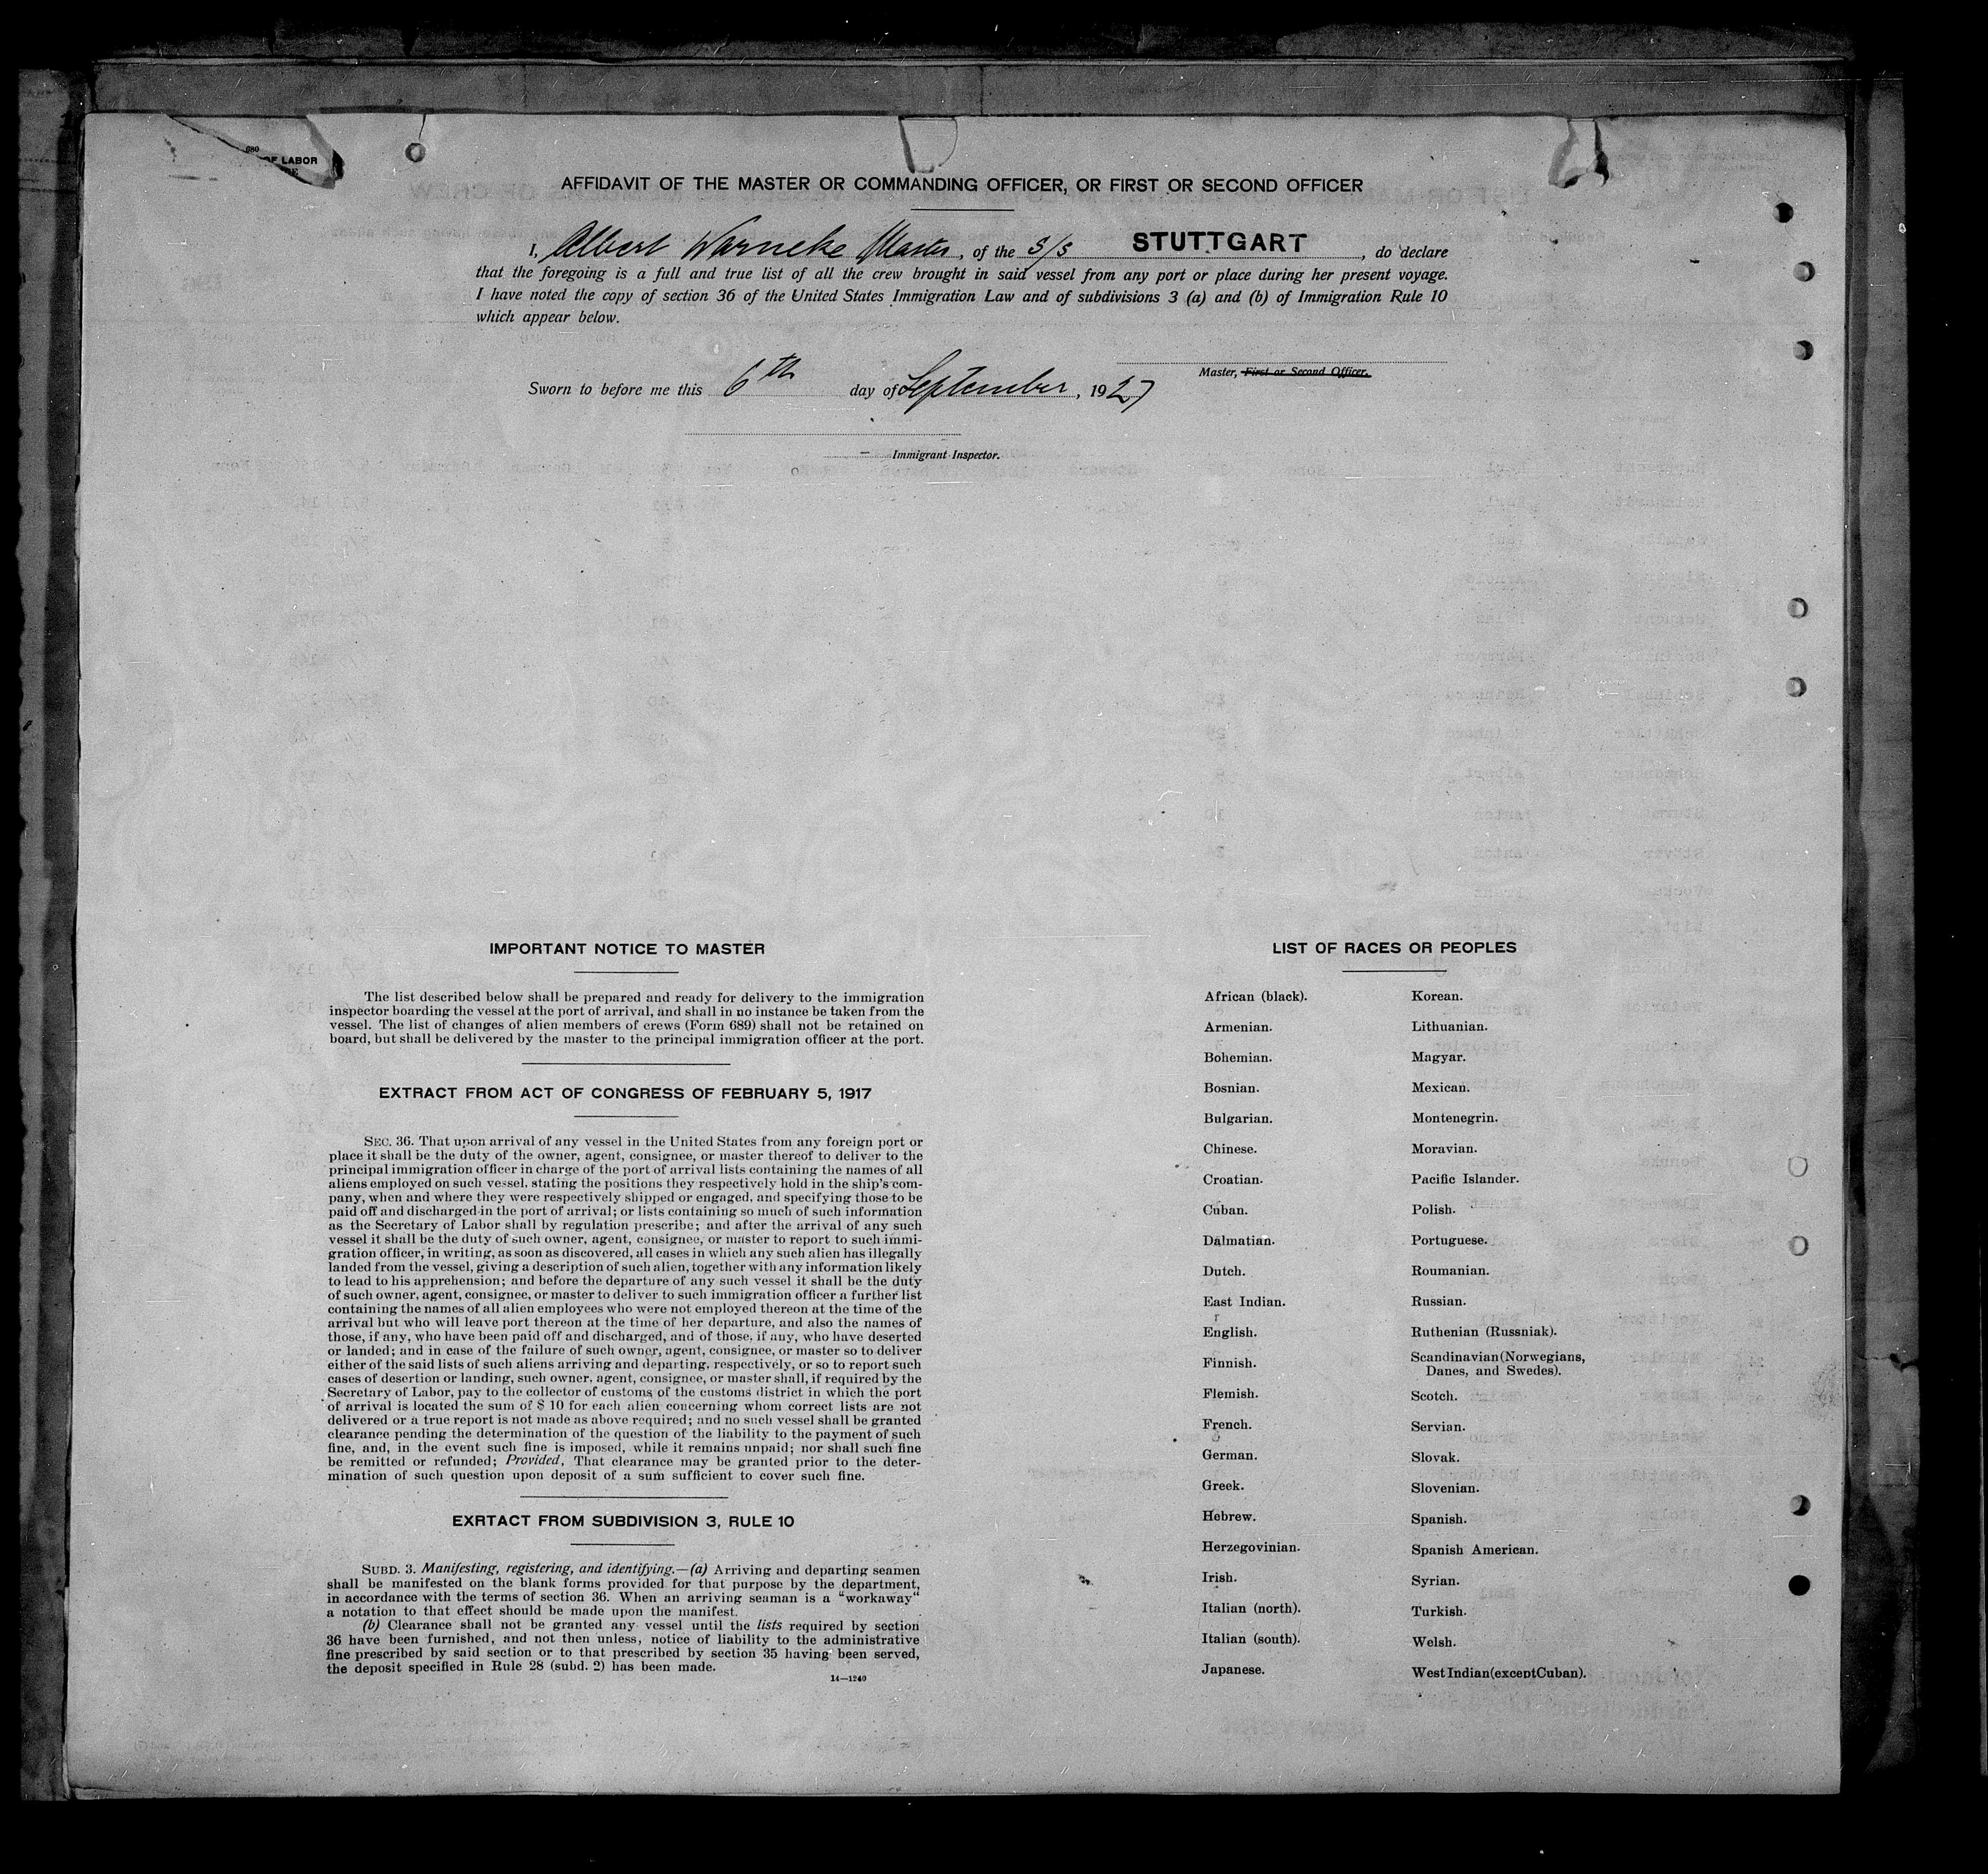 680
OF LABOR
AFFIDAVIT OF THE MASTER OR COMMANDING OFFICER, OR FIRST OR SECOND OFFICER
I, Albert Warneke Master, of the S/S STUTTGART, do declare
that the foregoing is a full and true list of all the crew brought in said vessel from any port or place during her present voyage.
I have noted the copy of section 36 of the United States Immigration Law and of subdivisions 3 (a) and (b) of Immigration Rule 10
which appear below.
Master, First or Second Officer.
Sworn to before me this 6th day of September, 1927
Immigrant Inspector.
IMPORTANT NOTICE TO MASTER
The list described below shall be prepared and ready for delivery to the immigration
inspector boarding the vessel at the port of arrival, and shall in no instance be taken from the
vessel. The list of changes of alien members of crews (Form 689) shall not be retained on
board, but shall be delivered by the master to the principal immigration officer at the port.
EXTRACT FROM ACT OF CONGRESS OF FEBRUARY 5, 1917
SEC. 36. That upon arrival of any vessel in the United States from any foreign port or
place it shall be the duty of the owner, agent, consignee, or master thereof to deliver to the
principal immigration officer in charge of the port of arrival lists containing the names of all
aliens employed on such vessel, stating the positions they respectively hold in the ship's com-
pany, when and where they were respectively shipped or engaged, and specifying those to be
paid off and discharged in the port of arrival; or lists containing so much of such information
as the Secretary of Labor shall by regulation prescribe; and after the arrival of any such
vessel it shall be the duty of such owner, agent, consignee, or master to report to such immi-
gration officer, in writing, as soon as discovered, all cases in which any such alien has illegally
landed from the vessel, giving a description of such alien, together with any information likely
to lead to his apprehension; and before the departure of any such vessel it shall be the duty
of such owner, agent, consignee, or master to deliver to such immigration officer a further list
containing the names of all alien employees who were not employed thereon at the time of the
arrival but who will leave port thereon at the time of her departure, and also the names of
those, if any, who have been paid off and discharged, and of those, if any, who have deserted
or landed; and in case of the failure of such owner, agent, consignee, or master so to deliver
either of the said lists of such aliens arriving and departing, respectively, or so to report such
cases of desertion or landing, such owner, agent, consignee, or master shall, if required by the
Secretary of Labor, pay to the collector of customs of the customs district in which the port
of arrival is located the sum of $ 10 for each alien concerning whom correct lists are not
delivered or a true report is not made as above required; and no such vessel shall be granted
clearance pending the determination of the question of the liability to the payment of such
fine, and, in the event such fine is imposed, while it remains unpaid; nor shall such fine
be remitted or refunded; Provided, That clearance may be granted prior to the deter-
mination of such question upon deposit of a sum sufficient to cover such fine.
EXRTACT FROM SUBDIVISION 3, RULE 10
SUBD. 3. Manifesting, registering, and identifying.—(a) Arriving and departing seamen
shall be manifested on the blank forms provided for that purpose by the department,
in accordance with the terms of section 36. When an arriving seaman is a "workaway"
a notation to that effect should be made upon the manifest.
(b) Clearance shall not be granted any vessel until the lists required by section
36 have been furnished, and not then unless, notice of liability to the administrative
fine prescribed by said section or to that prescribed by section 35 having been served,
the deposit specified in Rule 28 (subd. 2) has been made.
14—1240
LIST OF RACES OR PEOPLES
African (black).
Armenian.
Bohemian.
Bosnian.
Bulgarian.
Chinese.
Croatian.
Cuban.
Dalmatian.
Dutch.
East Indian.
English.
Finnish.
Flemish.
French.
German.
Greek.
Hebrew.
Herzegovinian.
Irish.
Italian (north).
Italian (south).
Japanese.
Korean.
Lithuanian.
Magyar.
Mexican.
Montenegrin.
Moravian.
Pacific Islander.
Polish.
Portuguese.
Roumanian.
Russian.
Ruthenian (Russniak).
Scandinavian (Norwegians,
Danes, and Swedes).
Scotch.
Servian.
Slovak.
Slovenian.
Spanish.
Spanish American.
Syrian.
Turkish.
Welsh.
West Indian (except Cuban).